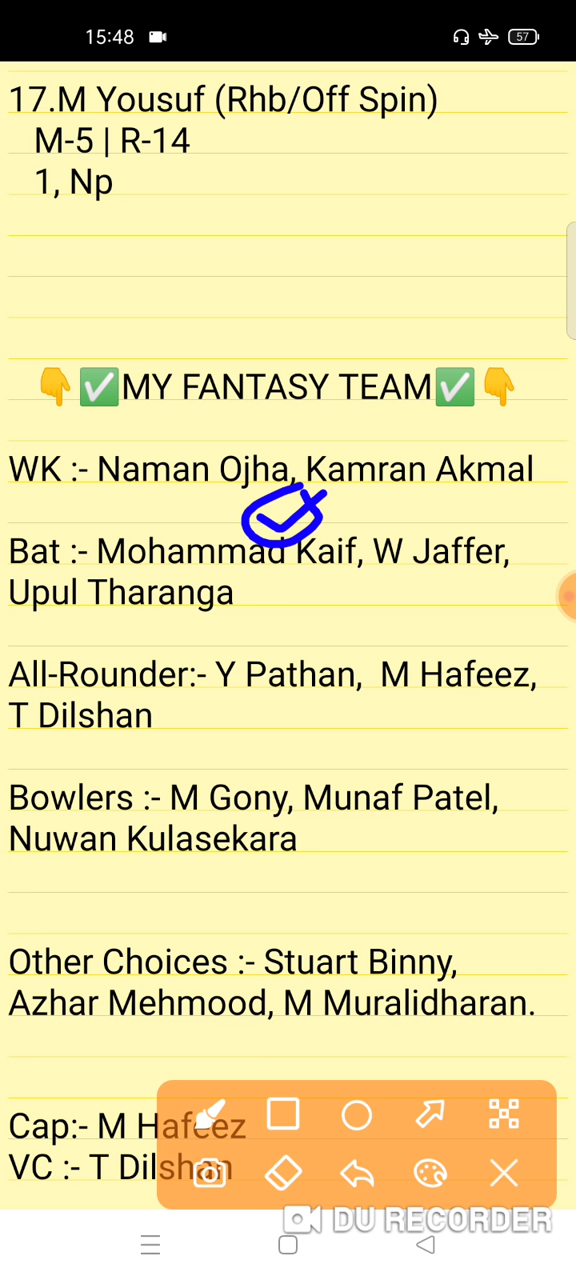 15:48
57
17.M Yousuf (Rhb/Off Spin)
M-5 | R-14
1, Np
👇✅MY FANTASY TEAM✅👇
WK :- Naman Ojha, Kamran Akmal
Bat :- Mohammad Kaif, W Jaffer,
Upul Tharanga
All-Rounder:- Y Pathan,  M Hafeez,
T Dilshan
Bowlers :- M Gony, Munaf Patel,
Nuwan Kulasekara
Other Choices :- Stuart Binny,
Azhar Mehmood, M Muralidharan.
Cap:- M Hafeez
VC :- T Dilshan
DU RECORDER